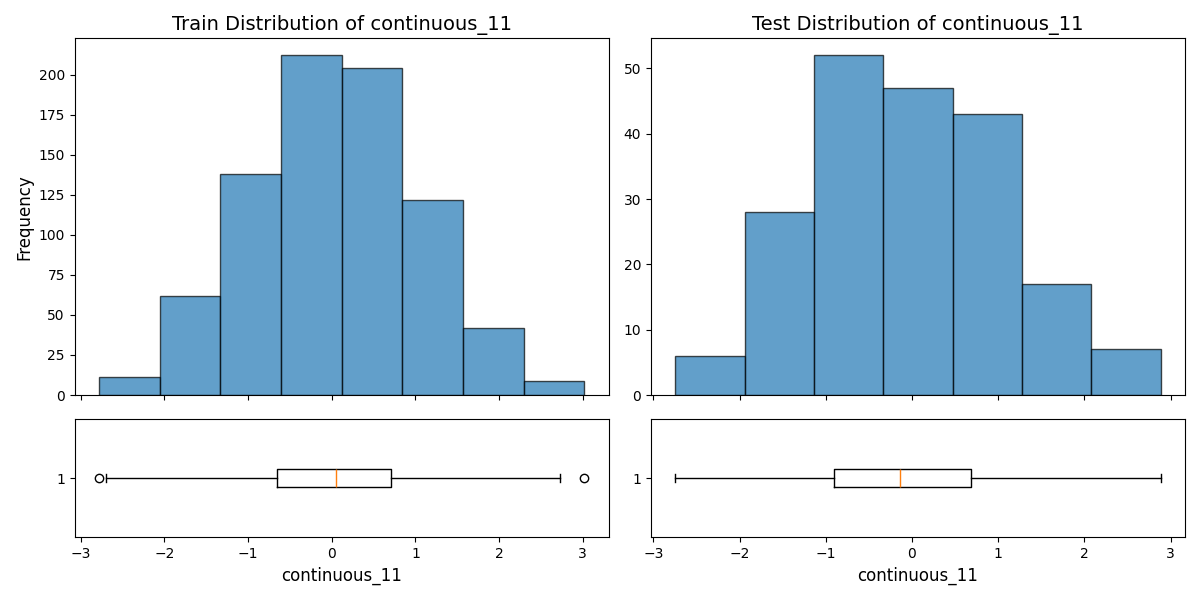 Train Distribution of continuous_11
Test Distribution of continuous_11
Frequency
200
175
150
125
100
75
50
25
0
50
40
30
20
10
0
1
−3 −2 −1 0 1 2 3
continuous_11
1
−3 −2 −1 0 1 2 3
continuous_11